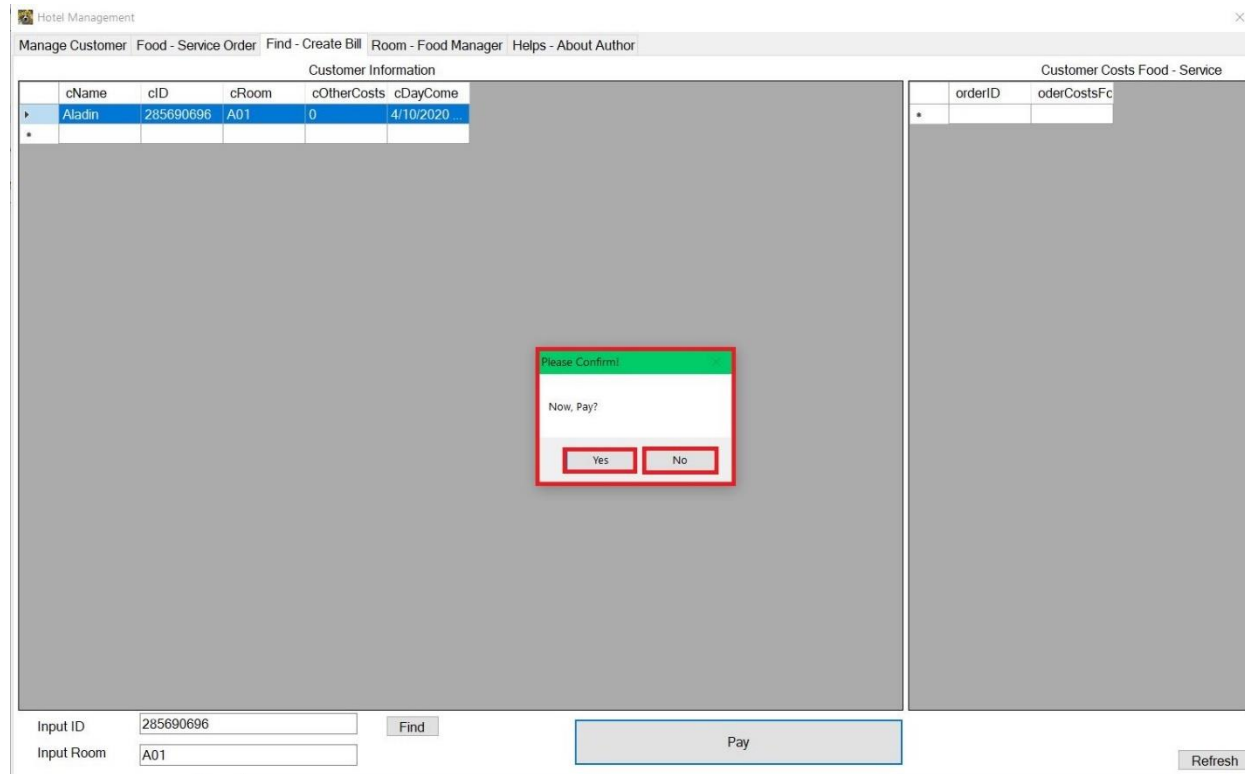 Hotel Management
Manage Customer Food - Service Order Find - Create Bill Room - Food Manager Helps - About Author
Customer Information
Customer Costs Food - Service
cName cID cRoom cOtherCosts cDayCome
orderID oderCostsFo
Aladin 285690696 A01 0 4/10/2020 ...
Please Confirm!
Now, Pay?
Yes No
Input ID 285690696 Find
Pay
Input Room A01
Refresh